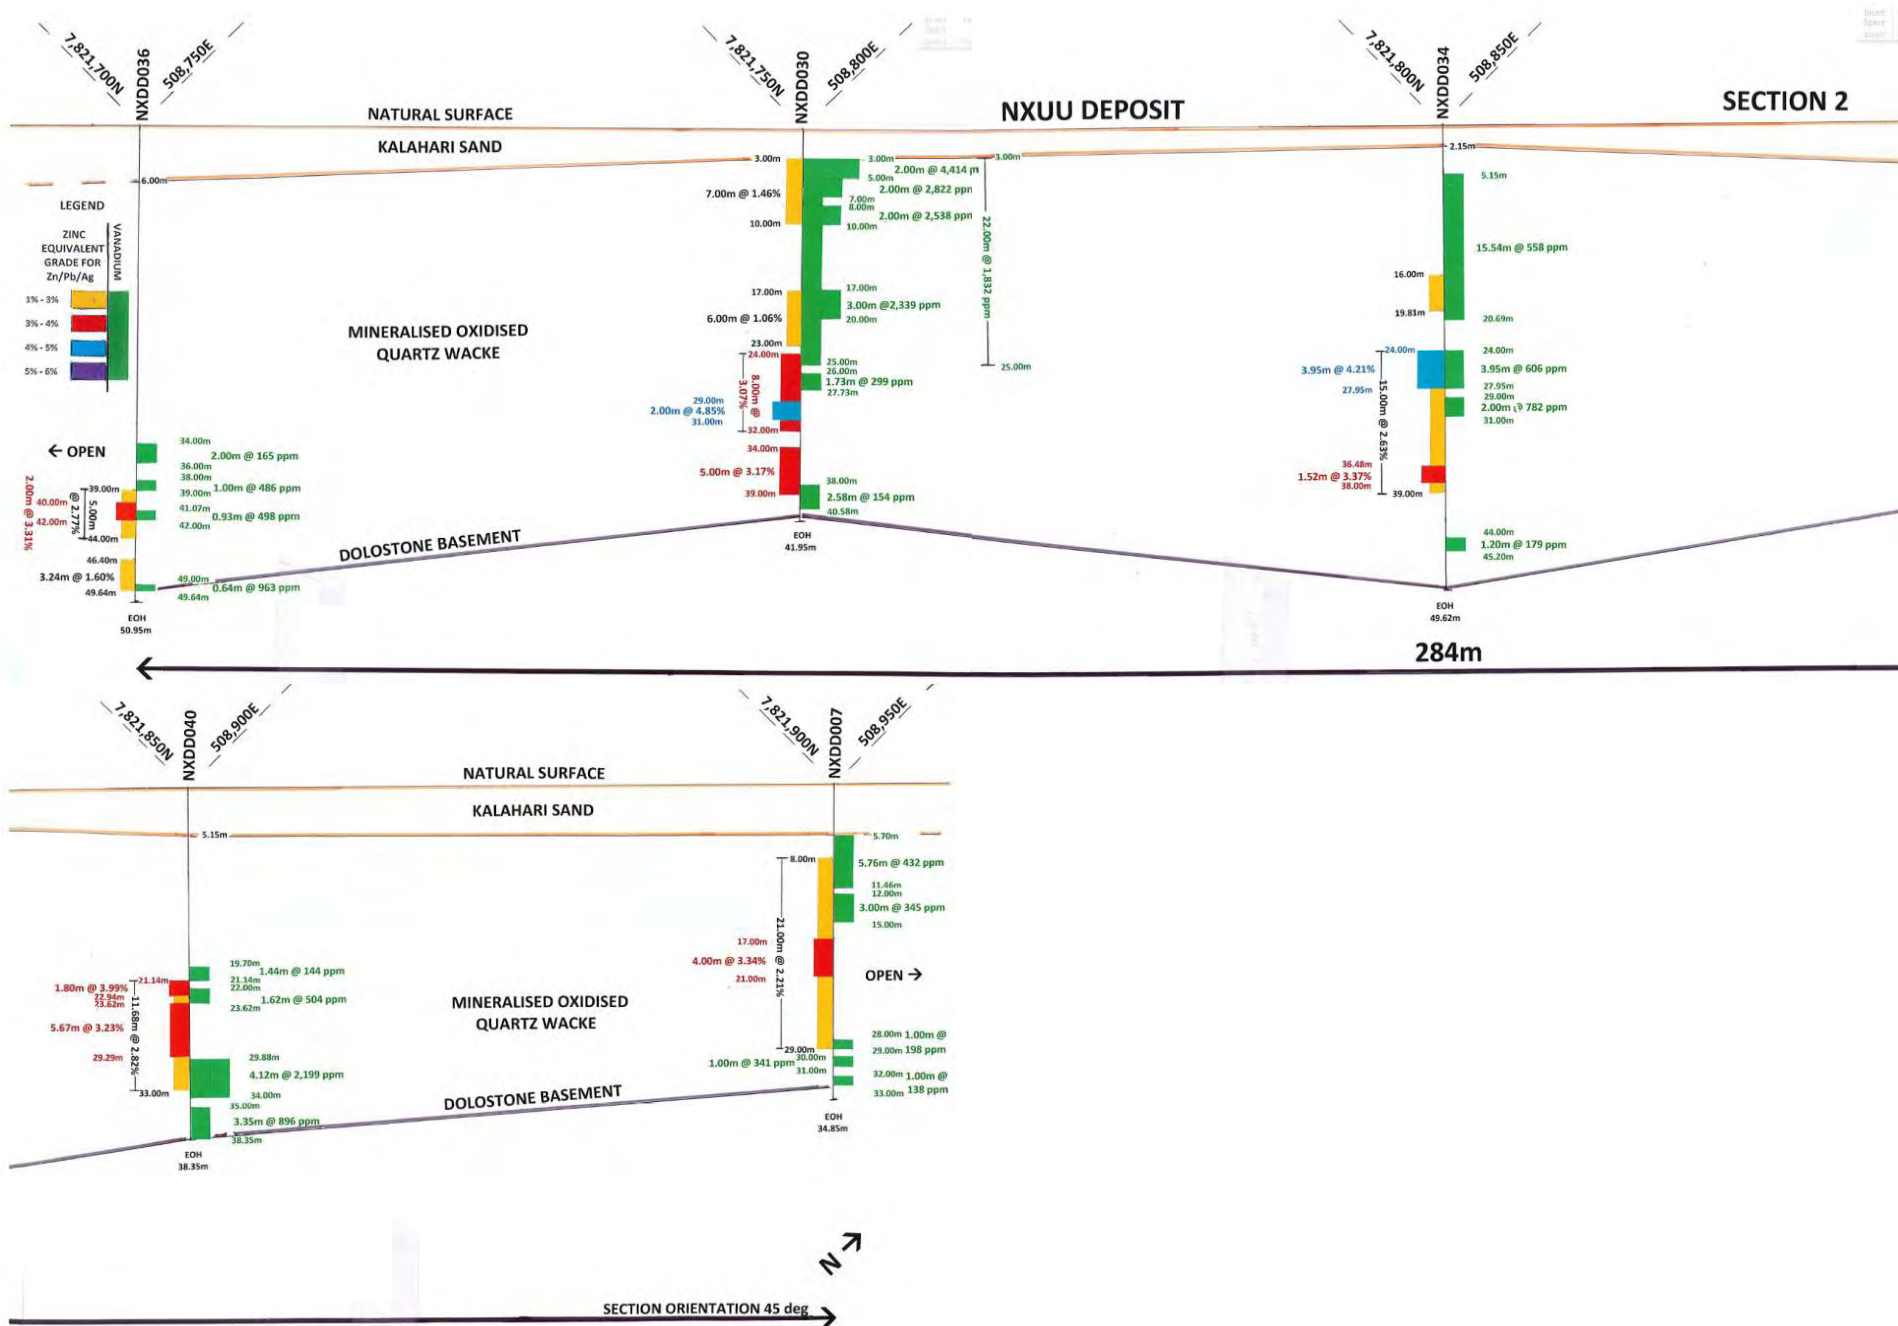 7,821,700N
NXDD036
508,750E
7,821,750N
NXDD030
508,800E
7,821,800N
NXDD034
508,850E
NATURAL SURFACE
NXUU DEPOSIT
SECTION 2
KALAHARI SAND
6.00m
LEGEND
ZINC
EQUIVALENT
GRADE FOR
Zn/Pb/Ag
VANADIUM
1% - 3%
3% - 4%
4% - 5%
5% - 6%
MINERALISED OXIDISED
QUARTZ WACKE
← OPEN
34.00m
2.00m @ 165 ppm
36.00m
38.00m
1.00m @ 486 ppm
39.00m
41.07m
0.93m @ 498 ppm
42.00m
49.00m
0.64m @ 963 ppm
49.64m
2.00m @ 3.31%
40.00m
42.00m
39.00m
5.00m
@ 2.77%
44.00m
46.40m
3.24m @ 1.60%
49.64m
EOH
50.95m
DOLOSTONE BASEMENT
3.00m
7.00m @ 1.46%
10.00m
17.00m
6.00m @ 1.06%
23.00m
24.00m
8.00m @
3.07%
29.00m
2.00m @ 4.85%
31.00m
32.00m
34.00m
5.00m @ 3.17%
39.00m
3.00m
2.00m @ 4,414 p
5.00m
2.00m @ 2,822 ppn
7.00m
8.00m
2.00m @ 2,538 ppn
10.00m
17.00m
3.00m @2,339 ppm
20.00m
25.00m
26.00m
1.73m @ 299 ppm
27.73m
38.00m
2.58m @ 154 ppm
40.58m
EOH
41.95m
3.00m
22.00m @ 1,832 ppm
25.00m
2.15m
5.15m
15.54m @ 558 ppm
20.69m
16.00m
19.81m
24.00m
3.95m @ 4.21%
27.95m
15.00m @ 2.63%
36.48m
1.52m @ 3.37%
38.00m
39.00m
24.00m
3.95m @ 606 ppm
27.95m
29.00m
2.00m @ 782 ppm
31.00m
44.00m
1.20m @ 179 ppm
45.20m
EOH
49.62m
284m
7,821,850N
NXDD040
508,900E
7,821,900N
NXDD007
508,950E
NATURAL SURFACE
KALAHARI SAND
5.15m
19.70m
1.44m @ 144 ppm
21.14m
22.00m
1.62m @ 504 ppm
23.62m
21.14m
1.80m @ 3.99%
22.94m
23.62m
5.67m @ 3.23%
29.29m
11.68m @ 2.82%
33.00m
29.88m
4.12m @ 2,199 ppm
34.00m
35.00m
3.35m @ 896 ppm
38.35m
EOH
38.35m
MINERALISED OXIDISED
QUARTZ WACKE
DOLOSTONE BASEMENT
8.00m
17.00m
4.00m @ 3.34%
21.00m
21.00m @ 2.21%
29.00m
5.70m
5.76m @ 432 ppm
11.46m
12.00m
3.00m @ 345 ppm
15.00m
OPEN →
28.00m 1.00m @
29.00m 198 ppm
30.00m
1.00m @ 341 ppm
31.00m
32.00m 1.00m @
33.00m 138 ppm
EOH
34.85m
N
SECTION ORIENTATION 45 deg